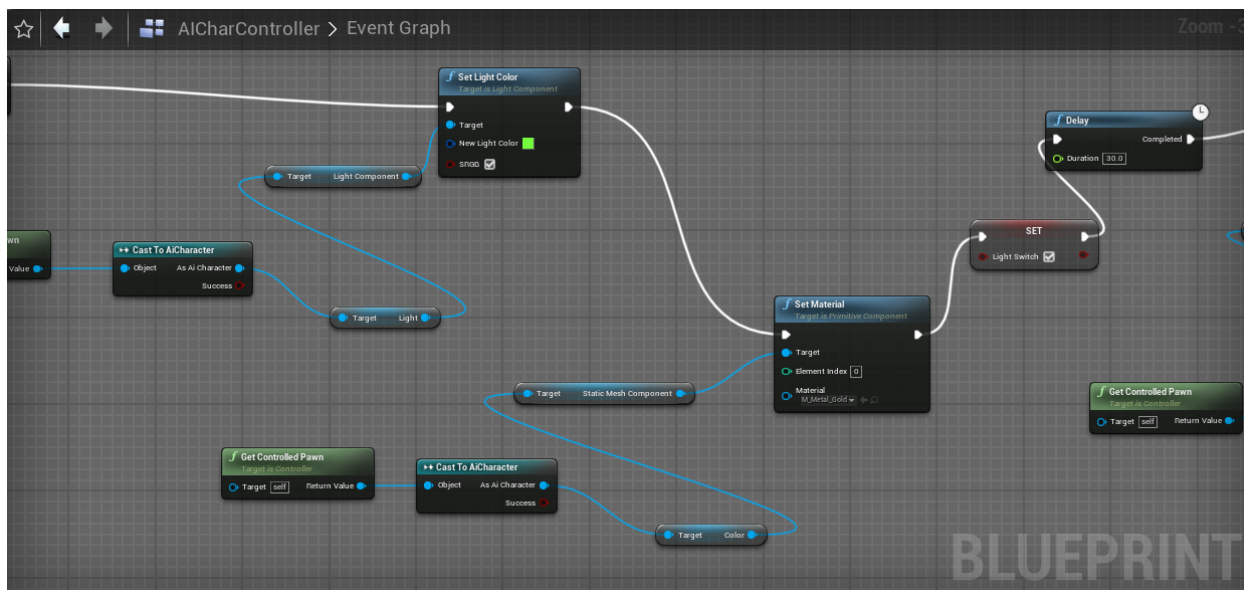 AICharController > Event Graph
Zoom -3
Set Light Color
Target is Light Component
Target
New Light Color
SRGB
Target Light Component
wn
Value
Cast To AiCharacter
Object As Ai Character
Success
Target Light
Delay
Completed
Duration 30.0
SET
Light Switch
Set Material
Target is Primitive Component
Target
Element Index 0
Material
M_Metal_Gold
Target Static Mesh Component
Get Controlled Pawn
Target is Controller
Target self Return Value
Get Controlled Pawn
Target is Controller
Target self Return Value
Cast To AiCharacter
Object As Ai Character
Success
Target Color
BLUEPRINT